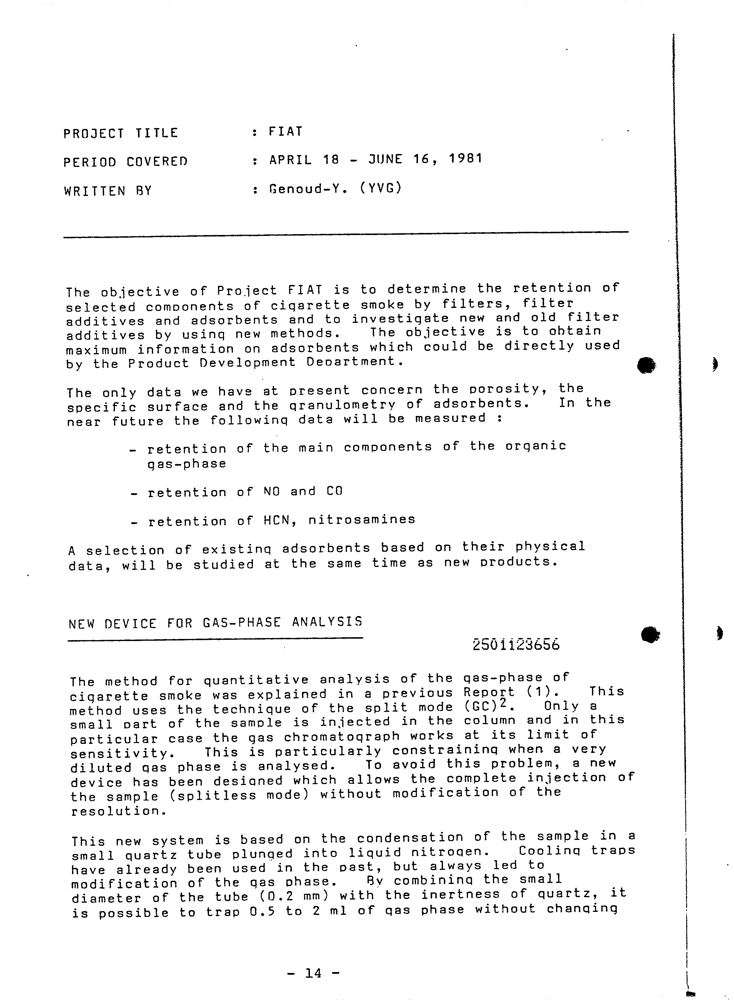 PROJECT TITLE : FIAT
PERIOD COVERED : APRIL 18 - JUNE 16, 1981
WRITTEN BY : Genoud-Y. (YVG)
The objective of Project FIAT is to determine the retention of
selected components of cigarette smoke by filters, filter
additives and adsorbents and to investigate new and old filter
additives by using new methods. The objective is to obtain
maximum information on adsorbents which could be directly used
by the Product Development Department.
The only data we have at present concern the porosity, the
specific surface and the granulometry of adsorbents. In the
near future the following data will be measured :
- retention of the main components of the organic
gas-phase
- retention of NO and CO
- retention of HCN, nitrosamines
A selection of existing adsorbents based on their physical
data, will be studied at the same time as new products.
NEW DEVICE FOR GAS-PHASE ANALYSIS
2501123656
The method for quantitative analysis of the gas-phase of
cigarette smoke was explained in a previous Report (1). This
method uses the technique of the split mode (GC)2. Only a
small part of the sample is injected in the column and in this
particular case the gas chromatograph works at its limit of
sensitivity. This is particularly constraining when a very
diluted gas phase is analysed. To avoid this problem, a new
device has been designed which allows the complete injection of
the sample (splitless mode) without modification of the
resolution.
This new system is based on the condensation of the sample in a
small quartz tube plunged into liquid nitrogen. Cooling traps
have already been used in the past, but always led to
modification of the gas phase. By combining the small
diameter of the tube (0.2 mm) with the inertness of quartz, it
is possible to trap 0.5 to 2 ml of gas phase without changing
- 14 -